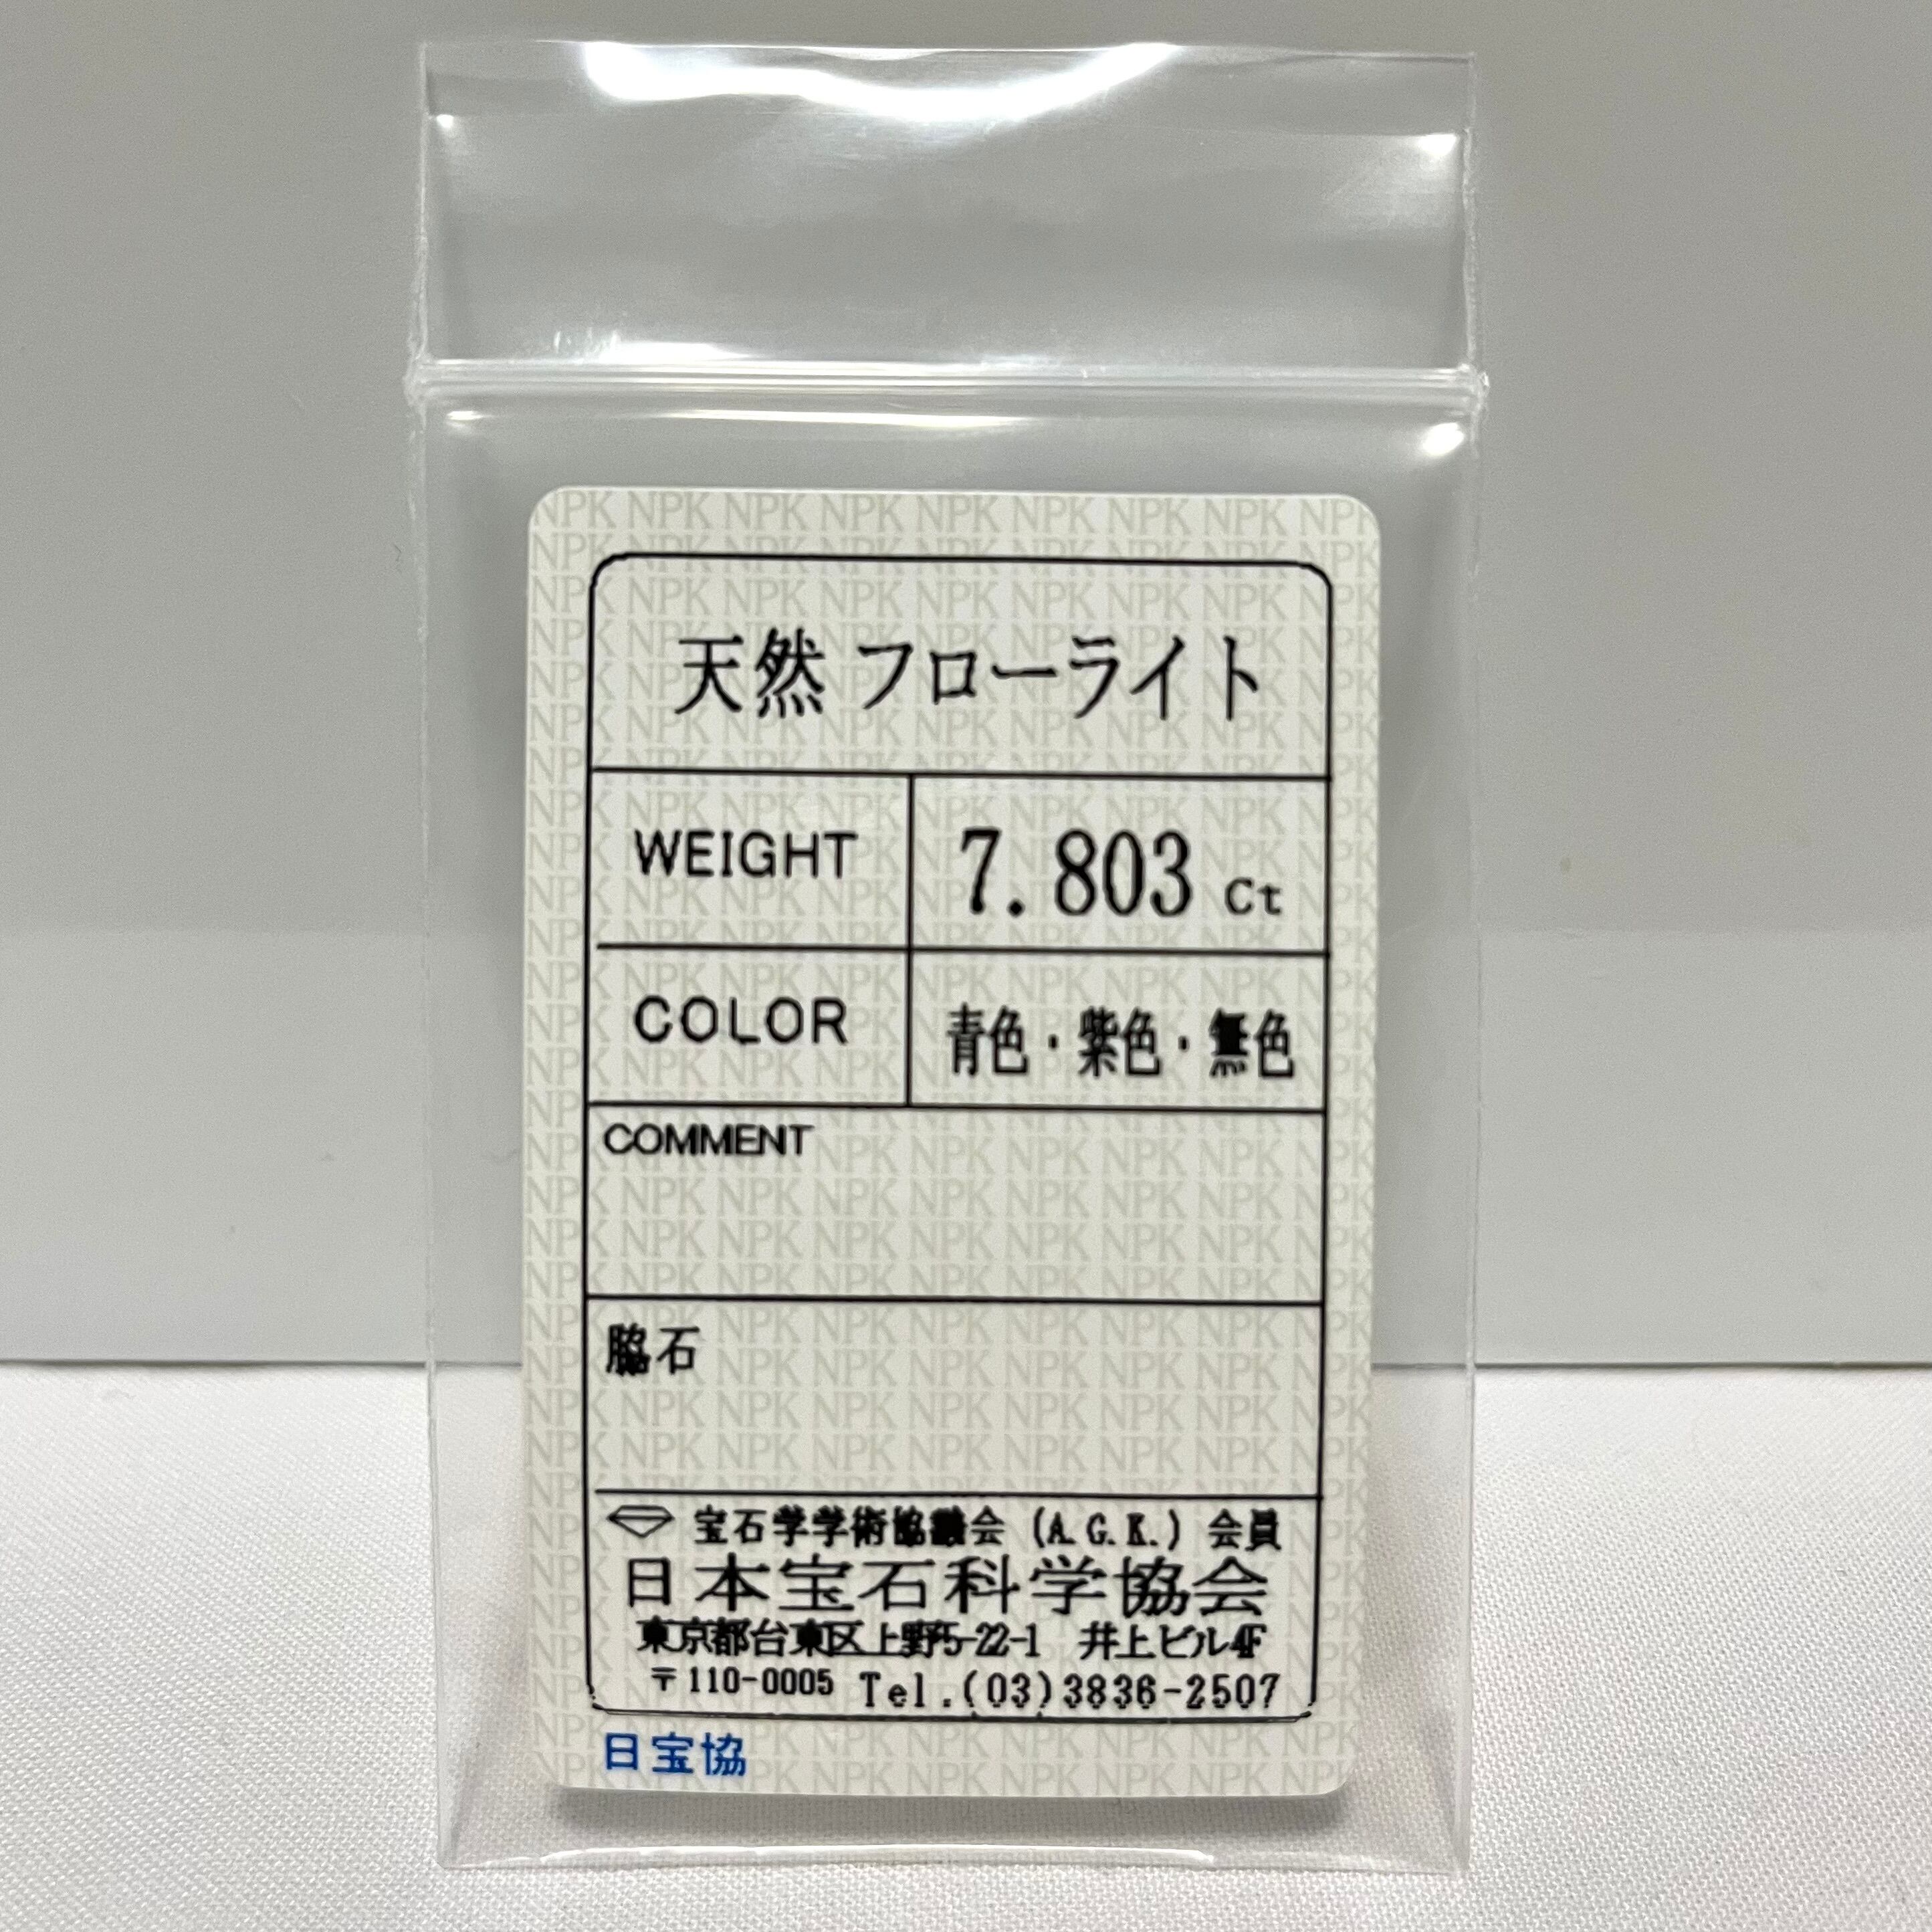 天然 フローライト
WEIGHT 7.803 Ct
COLOR 青色・紫色・無色
COMMENT
脇石
宝石学学術協議会 (A.G.K.) 会員
日本宝石科学協会
東京都台東区上野5-22-1 井上ビル4F
〒110-0005 Tel.(03)3836-2507
日宝協